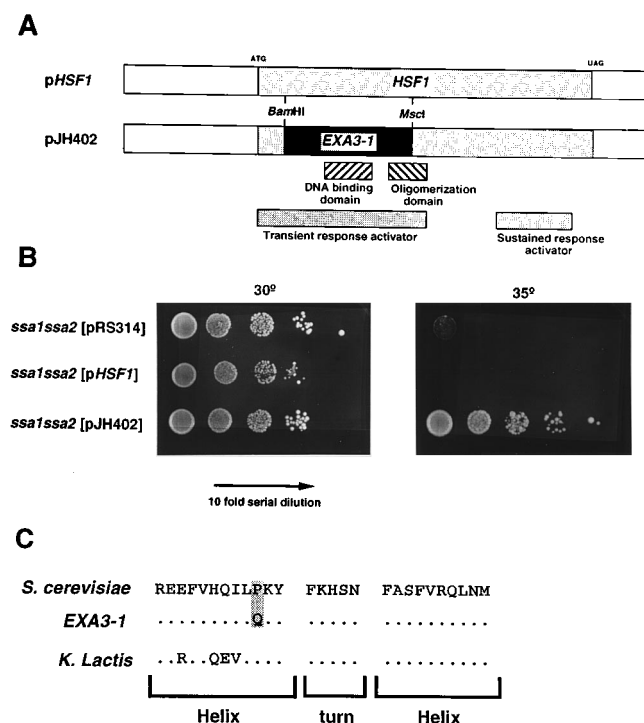 A
ATG
UAG
pHSF1
HSF1
BamHI
MscI
pJH402
EXA3-1
DNA binding
domain
Oligomerization
domain
Transient response activator
Sustained response
activator
B
30º
35º
ssa1ssa2 [pRS314]
ssa1ssa2 [pHSF1]
ssa1ssa2 [pJH402]
10 fold serial dilution
C
S. cerevisiae REEFVHQILPKY FKHSN FASFVRQLNM
EXA3-1 .........Q.. ..... ..........
K. Lactis ..R..QEV.... ..... ..........
Helix turn Helix